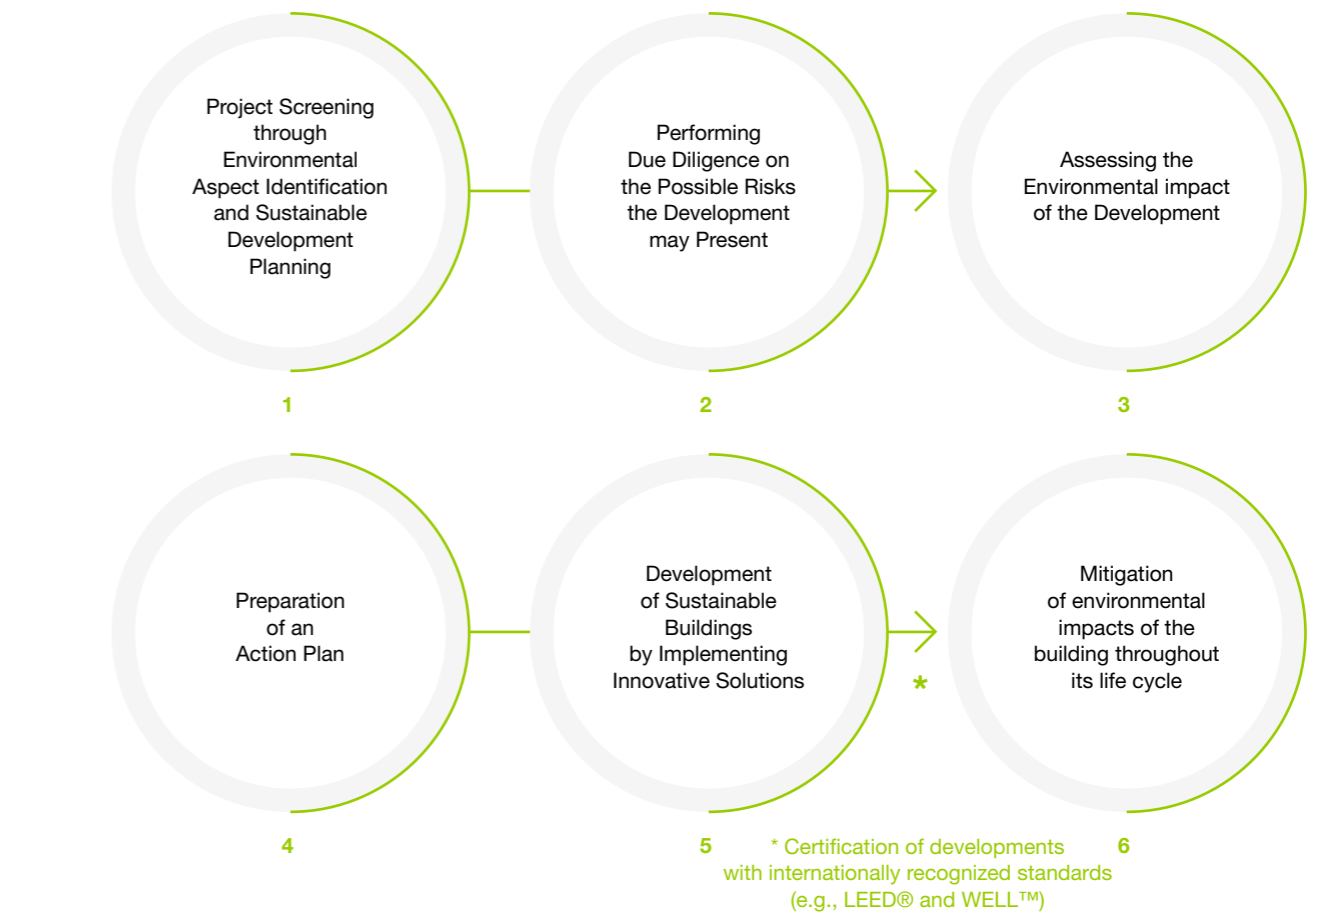 Project Screening
through
Environmental
Aspect Identification
and Sustainable
Development
Planning
1
Performing
Due Diligence on
the Possible Risks
the Development
may Present
2
Assessing the
Environmental impact
of the Development
3
Preparation
of an
Action Plan
4
Development
of Sustainable
Buildings
by Implementing
Innovative Solutions
5
*
Mitigation
of environmental
impacts of the
building throughout
its life cycle
6
* Certification of developments
with internationally recognized standards
(e.g., LEED® and WELL™)